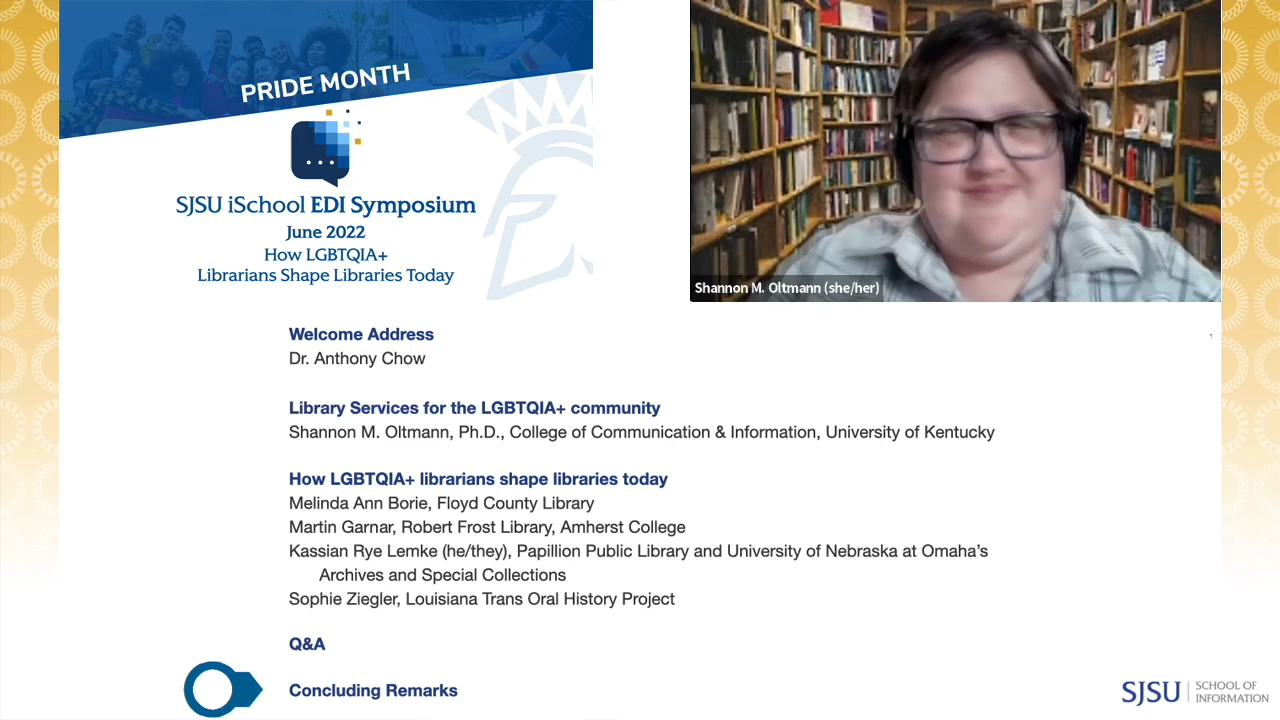 PRIDE MONTH
SJSU iSchool EDI Symposium
June 2022
How LGBTQIA+
Librarians Shape Libraries Today
Shannon M. Oltmann (she/her)
Welcome Address
Dr. Anthony Chow
Library Services for the LGBTQIA+ community
Shannon M. Oltmann, Ph.D., College of Communication & Information, University of Kentucky
How LGBTQIA+ librarians shape libraries today
Melinda Ann Borie, Floyd County Library
Martin Garnar, Robert Frost Library, Amherst College
Kassian Rye Lemke (he/they), Papillion Public Library and University of Nebraska at Omaha’s
Archives and Special Collections
Sophie Ziegler, Louisiana Trans Oral History Project
Q&A
Concluding Remarks
SJSU | SCHOOL OF
INFORMATION